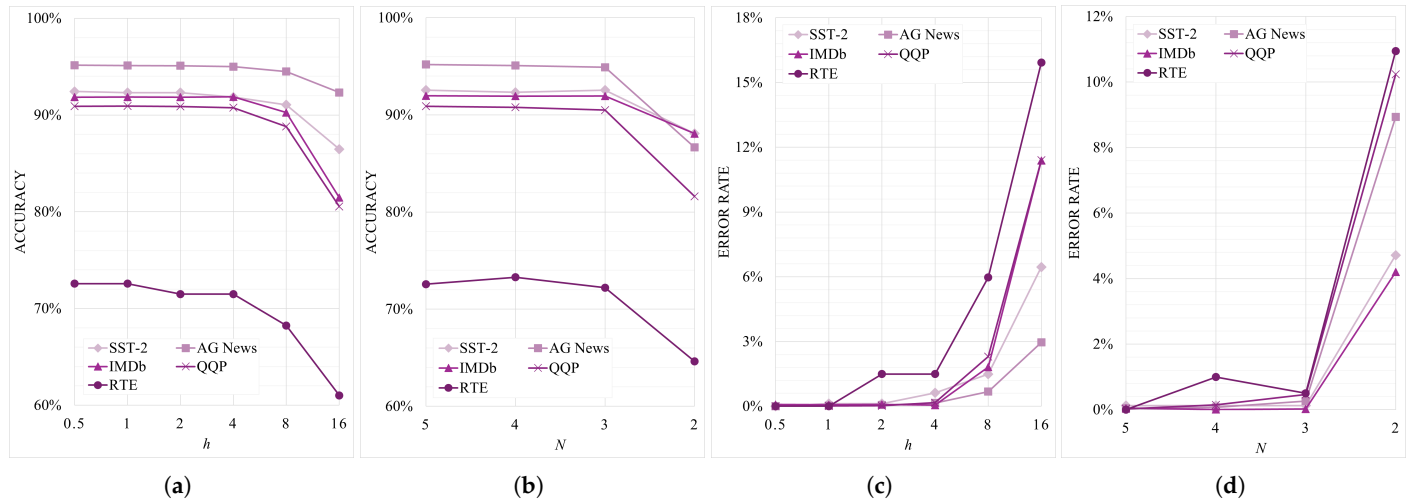 100%
90%
80%
70%
60%
ACCURACY
SST-2
AG News
IMDb
QQP
RTE
0.5 1 2 4 8 16
h
(a)
100%
90%
80%
70%
60%
ACCURACY
SST-2
AG News
IMDb
QQP
RTE
5 4 3 2
N
(b)
18%
15%
12%
9%
6%
3%
0%
ERROR RATE
SST-2
AG News
IMDb
QQP
RTE
0.5 1 2 4 8 16
h
(c)
12%
10%
8%
6%
4%
2%
0%
ERROR RATE
SST-2
AG News
IMDb
QQP
RTE
5 4 3 2
N
(d)